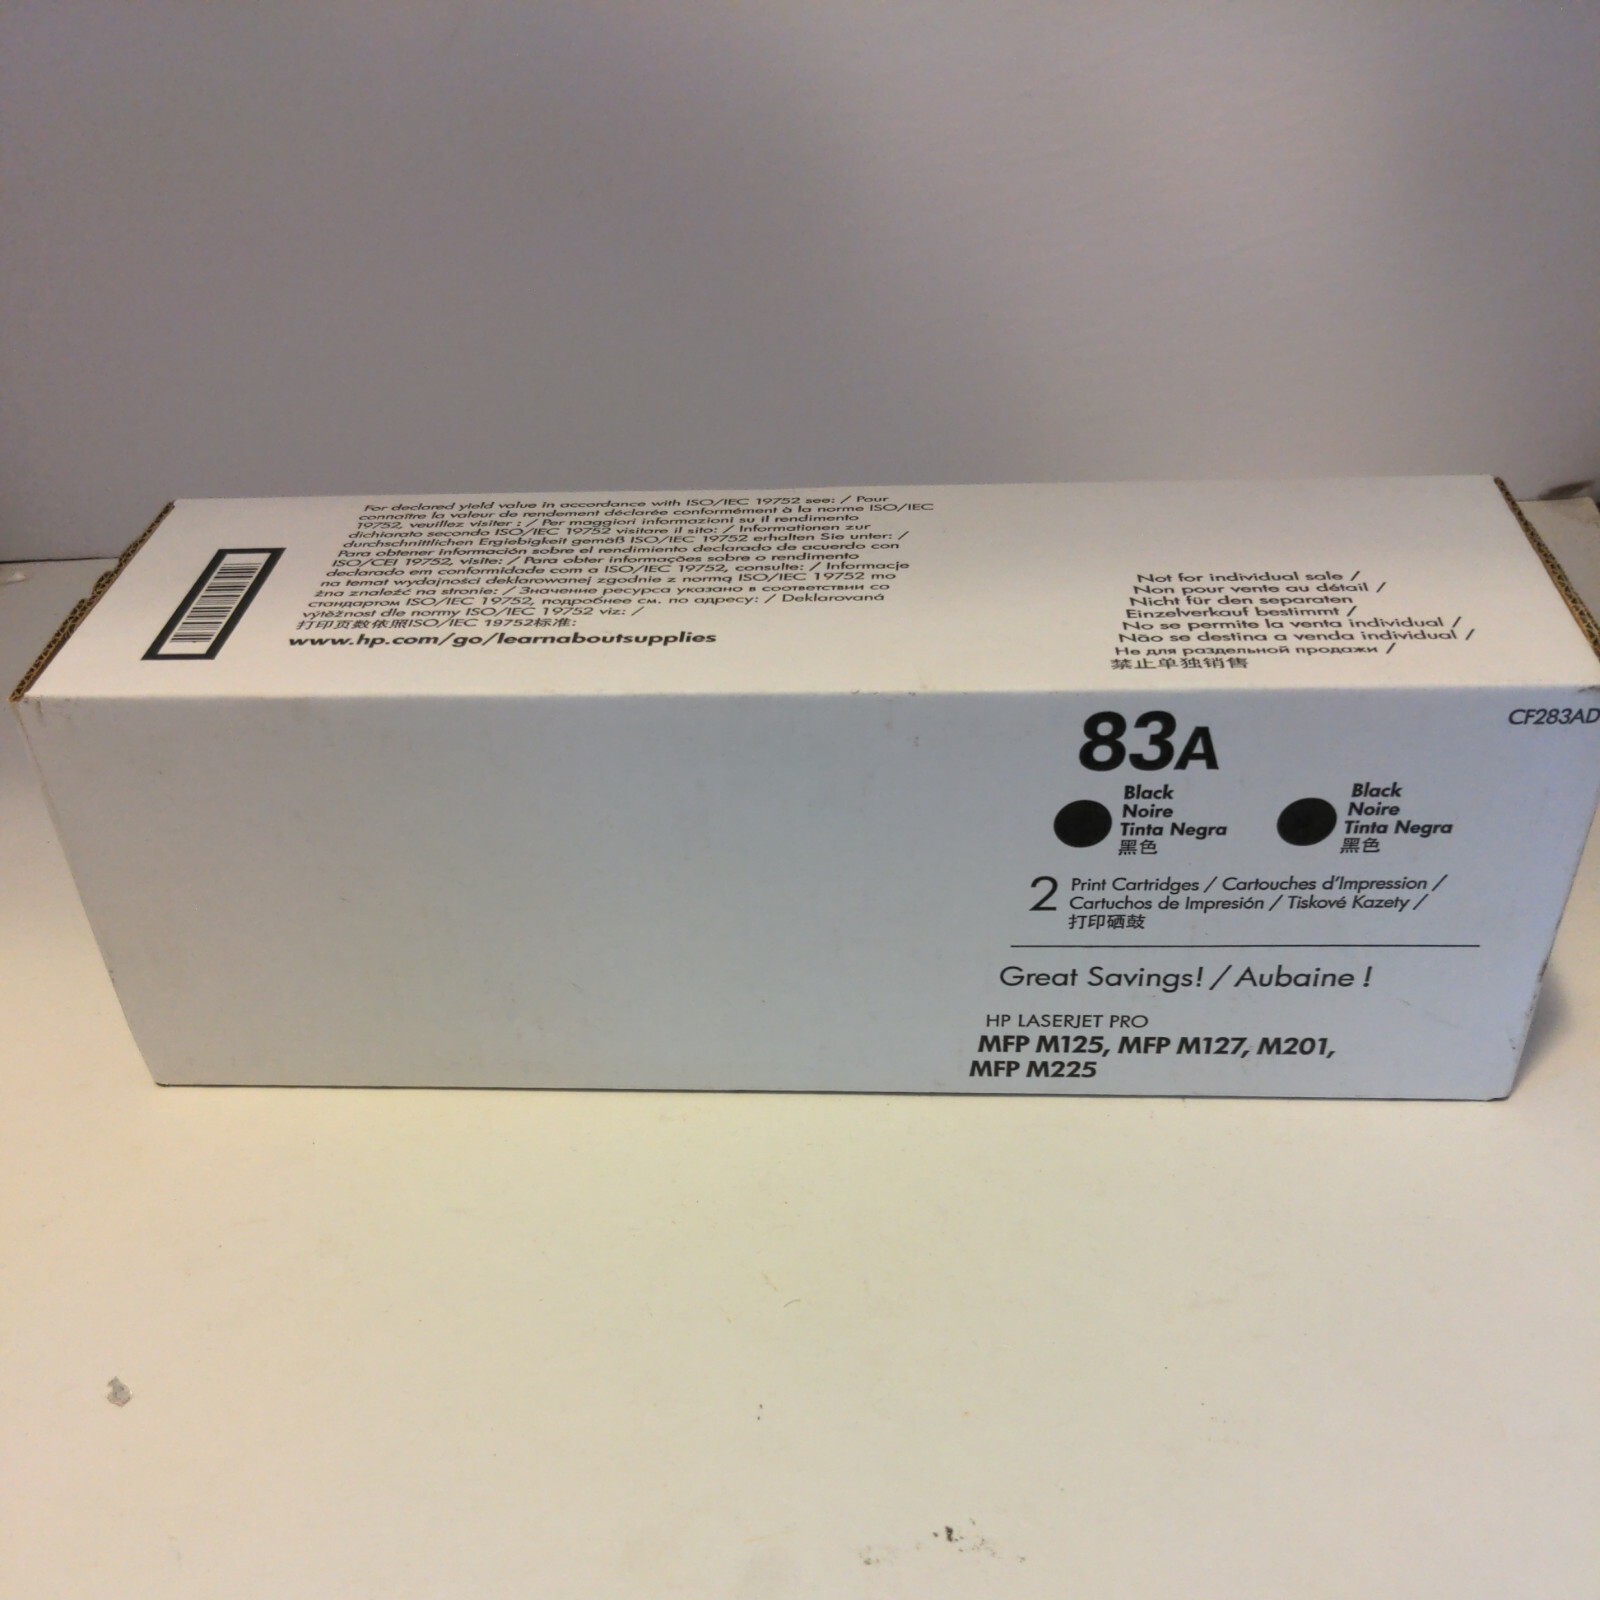 For declared yield value in accordance with ISO/IEC 19752 see: / Pour
connaître la valeur de rendement déclarée conformément à la norme ISO/IEC
19752, veuillez visiter : / Per maggiori informazioni su il rendimento
dichiarato secondo ISO/IEC 19752 visitare il sito: / Informationen zur
durchschnittlichen Ergiebigkeit gemäß ISO/IEC 19752 erhalten Sie unter: /
Para obtener información sobre el rendimiento declarado de acuerdo con
ISO/CEI 19752, visite: / Para obter informações sobre o rendimento
declarado em conformidade com a ISO/IEC 19752, consulte: / Informacje
na temat wydajności deklarowanej zgodnie z normą ISO/IEC 19752 mo
żna znaleźć na stronie: / Значение ресурса указано в соответствии со
стандартом ISO/IEC 19752, подробнее см. по адресу: / Deklarovaná
výtěžnost dle normy ISO/IEC 19752 viz: /
打印页数依照ISO/IEC 19752标准:
www.hp.com/go/learnaboutsupplies
Not for individual sale /
Non pour vente au détail /
Nicht für den separaten
Einzelverkauf bestimmt /
No se permite la venta individual /
Não se destina a venda individual /
Не для раздельной продажи /
禁止单独销售
CF283AD
83A
Black
Noire
Tinta Negra
黑色
Black
Noire
Tinta Negra
黑色
2 Print Cartridges / Cartouches d'Impression /
Cartuchos de Impresión / Tiskové Kazety /
打印硒鼓
Great Savings! / Aubaine !
HP LASERJET PRO
MFP M125, MFP M127, M201,
MFP M225